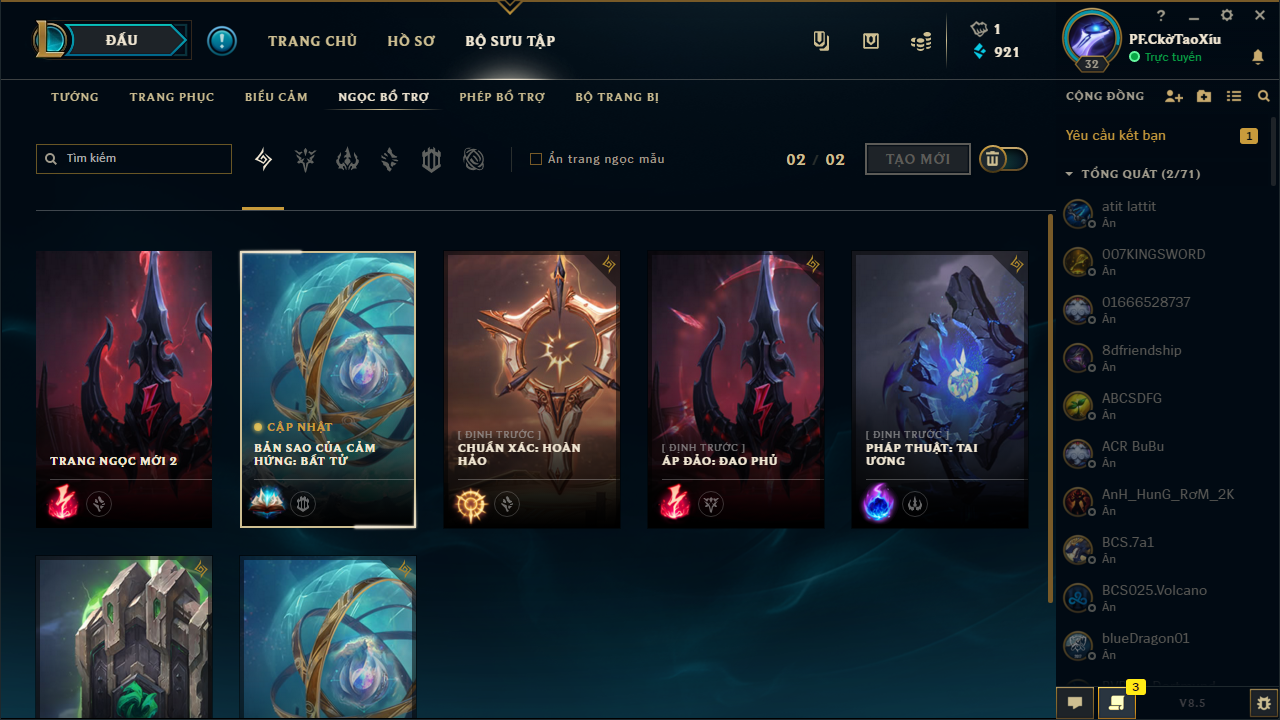 ĐẤU
!
TRANG CHỦ
HỒ SƠ
BỘ SƯU TẬP
1
921
32
?
PF.CkờTaoXíu
Trực tuyến
TƯỚNG
TRANG PHỤC
BIỂU CẢM
NGỌC BỔ TRỢ
PHÉP BỔ TRỢ
BỘ TRANG BỊ
CỘNG ĐỒNG
Tìm kiếm
Ẩn trang ngọc mẫu
02 / 02
TẠO MỚI
Yêu cầu kết bạn
1
TỔNG QUÁT (2/71)
atit lattit
Ẩn
007KINGSWORD
Ẩn
01666528737
Ẩn
8dfriendship
Ẩn
ABCSDFG
Ẩn
ACR BuBu
Ẩn
AnH_HunG_RơM_2K
Ẩn
BCS.7a1
Ẩn
BCS025.Volcano
Ẩn
blueDragon01
Ẩn
TRANG NGỌC MỚI 2
CẬP NHẬT
BẢN SAO CỦA CẢM
HỨNG: BẤT TỬ
[ ĐỊNH TRƯỚC ]
CHUẨN XÁC: HOÀN
HẢO
[ ĐỊNH TRƯỚC ]
ÁP ĐẢO: ĐAO PHỦ
[ ĐỊNH TRƯỚC ]
PHÁP THUẬT: TAI
ƯƠNG
3
V8.5